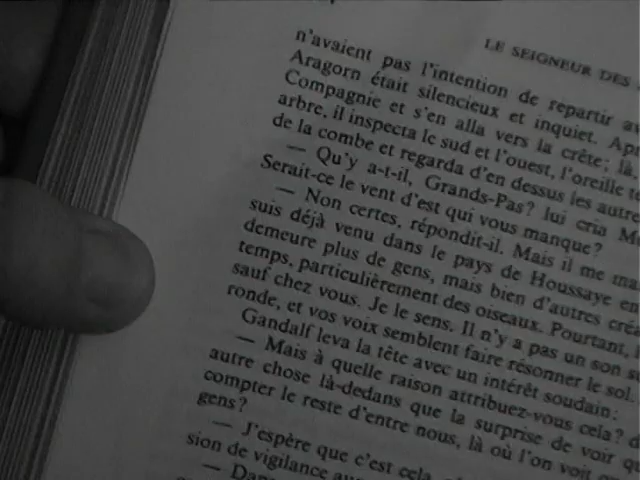 LE SEIGNEUR DES
n'avaient pas l'intention de repartir
Aragorn était silencieux et inquiet.
Compagnie et s'en alla vers la crête; là,
arbre, il inspecta le sud et l'ouest, l'oreille
de la combe et regarda d'en dessus les
— Qu'y a-t-il, Grands-Pas? lui cria
Serait-ce le vent d'est qui vous manque?
— Non certes, répondit-il. Mais il me
suis déjà venu dans le pays de Houssaye en
demeure plus de gens, mais bien d'autres
temps, particulièrement des oiseaux. Pourtant,
sauf chez vous. Je le sens. Il n'y a pas un son
ronde, et vos voix semblent faire résonner le sol.
Gandalf leva la tête avec un intérêt soudain:
— Mais à quelle raison attribuez-vous cela?
autre chose là-dedans que la surprise de voir
compter le reste d'entre nous, là où l'on voit
gens?
— J'espère que c'est cela,
sion de vigilance